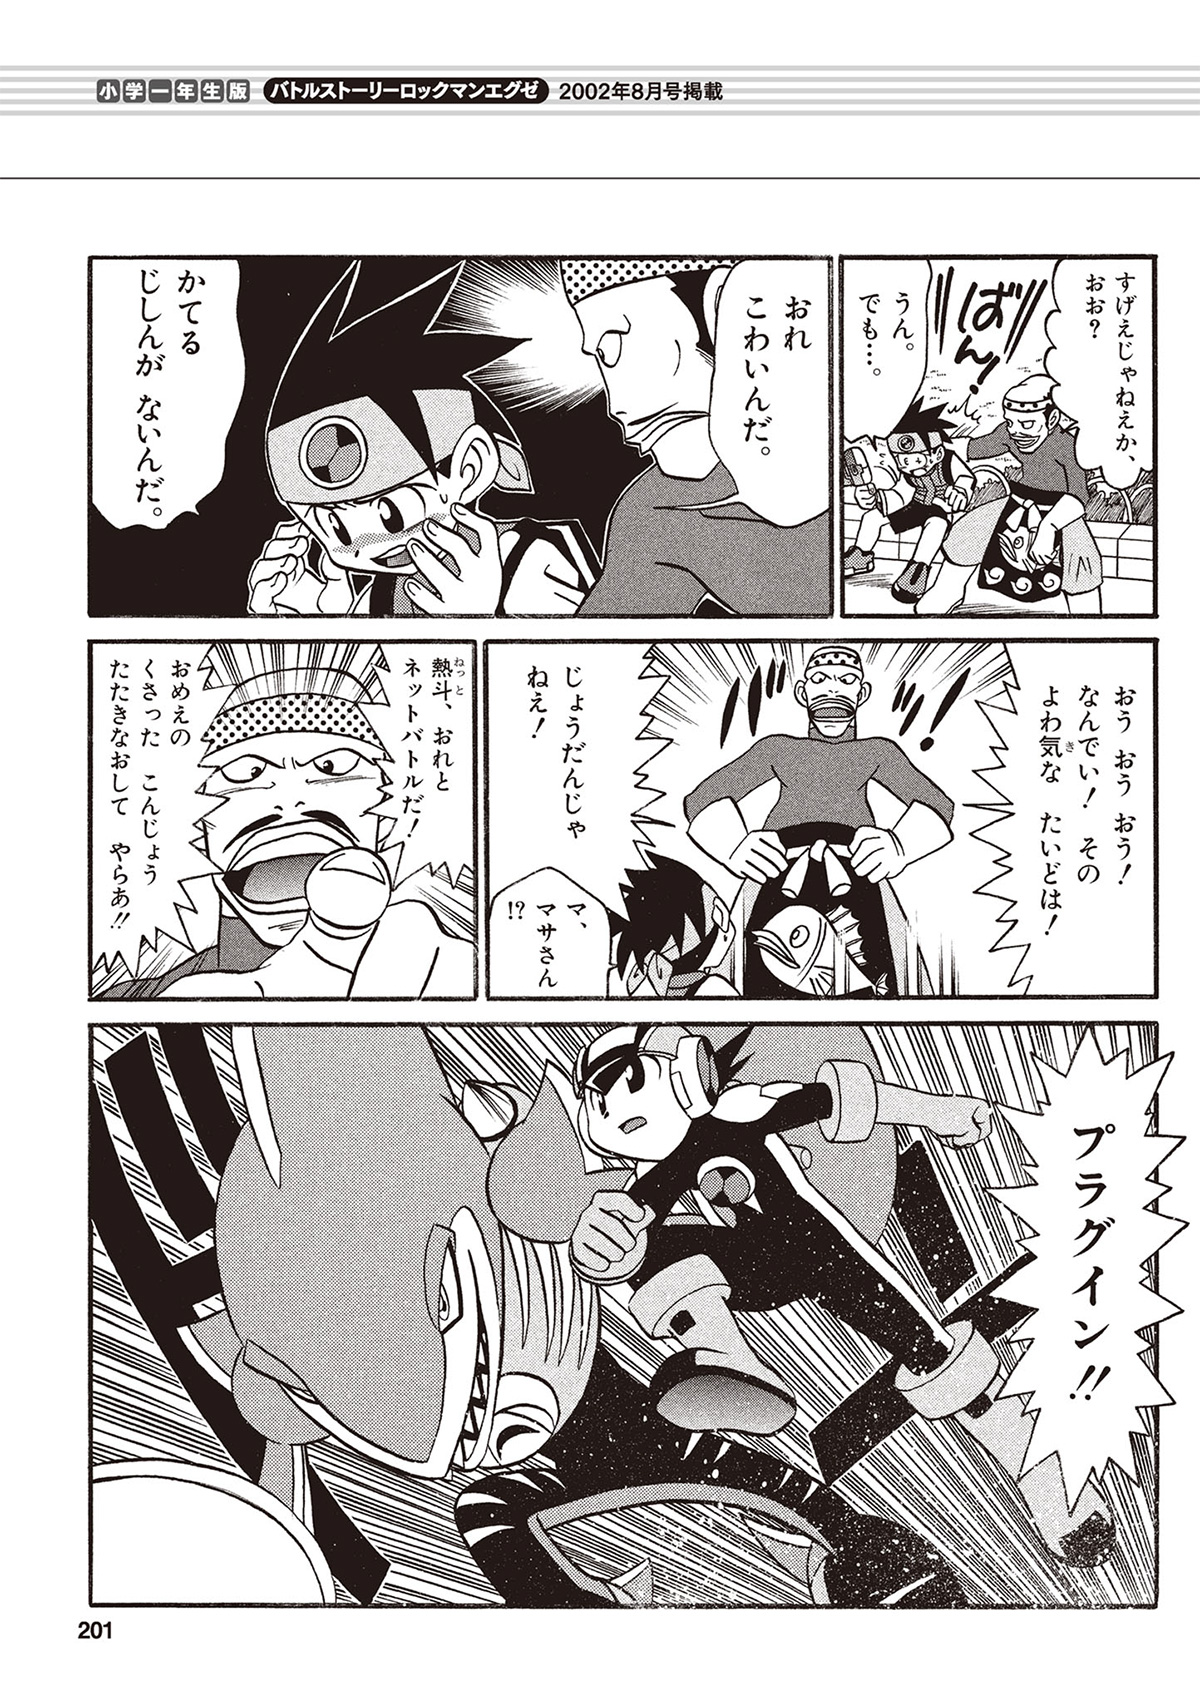 小学一年生版 バトルストーリーロックマンエグゼ 2002年8月号掲載
すげえじゃねえか、
おお?
ばん!
うん。
でも…。
おれ
こわいんだ。
かてる
じしんが ないんだ。
おう おう おう!
なんでい! その
よわ気な たいどは!
き
じょうだんじゃ
ねえ!
マ、
マサさん
!?
熱斗、おれと
ねっと
ネットバトルだ!
おめえの
くさった こんじょう
たたきなおして やらあ!!
プラグイン!!
201